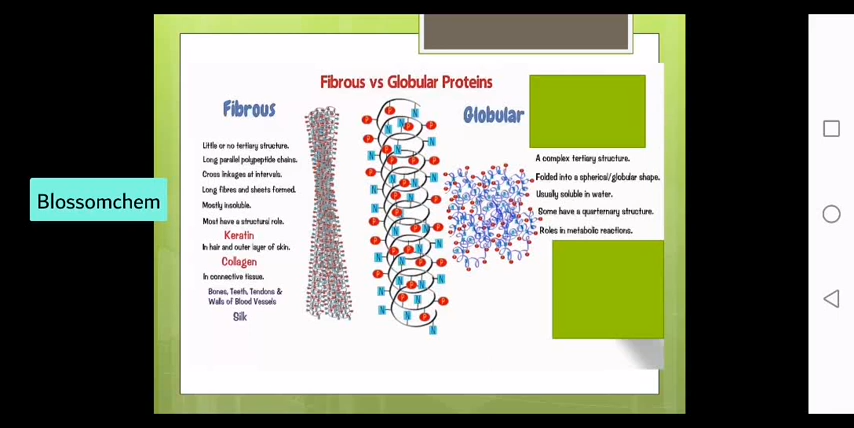 Fibrous vs Globular Proteins
Fibrous
Little or no tertiary structure.
Long parallel polypeptide chains.
Cross linkages at intervals.
Long fibres and sheets formed.
Mostly insoluble.
Most have a structural role.
Keratin
In hair and outer layer of skin.
Collagen
In connective tissue.
Bones, Teeth, Tendons &
Walls of Blood Vessels
Silk
Globular
A complex tertiary structure.
Folded into a spherical/globular shape.
Usually soluble in water.
Some have a quarternary structure.
Roles in metabolic reactions.
Blossomchem